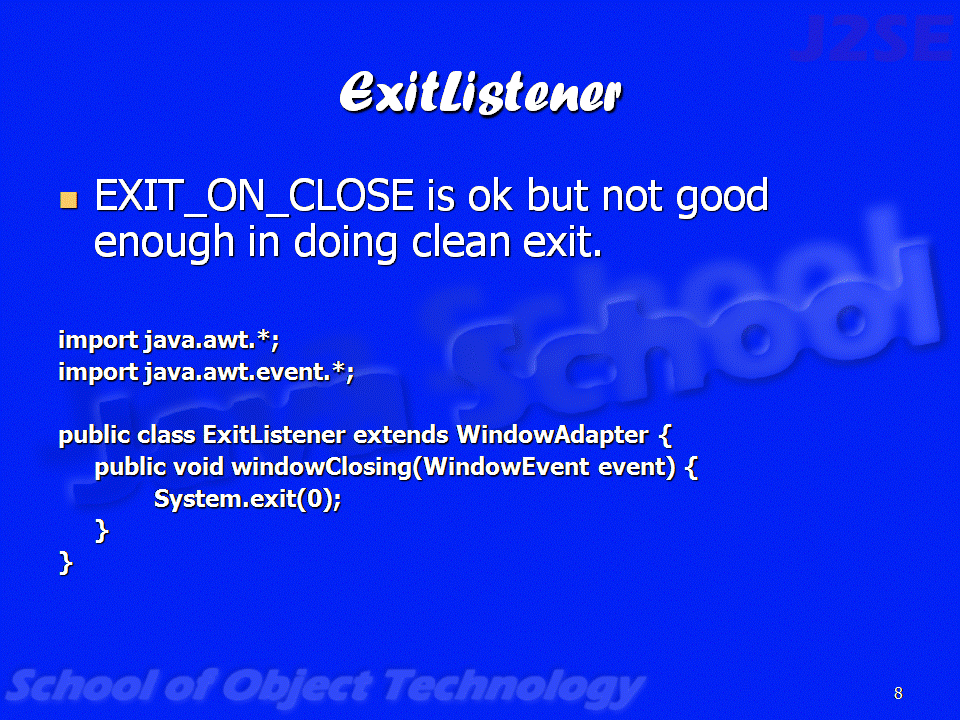 J2SE
ExitListener
EXIT_ON_CLOSE is ok but not good
enough in doing clean exit.
import java.awt.*;
import java.awt.event.*;
public class ExitListener extends WindowAdapter {
public void windowClosing(WindowEvent event) {
System.exit(0);
}
}
Java School
School of Object Technology
8